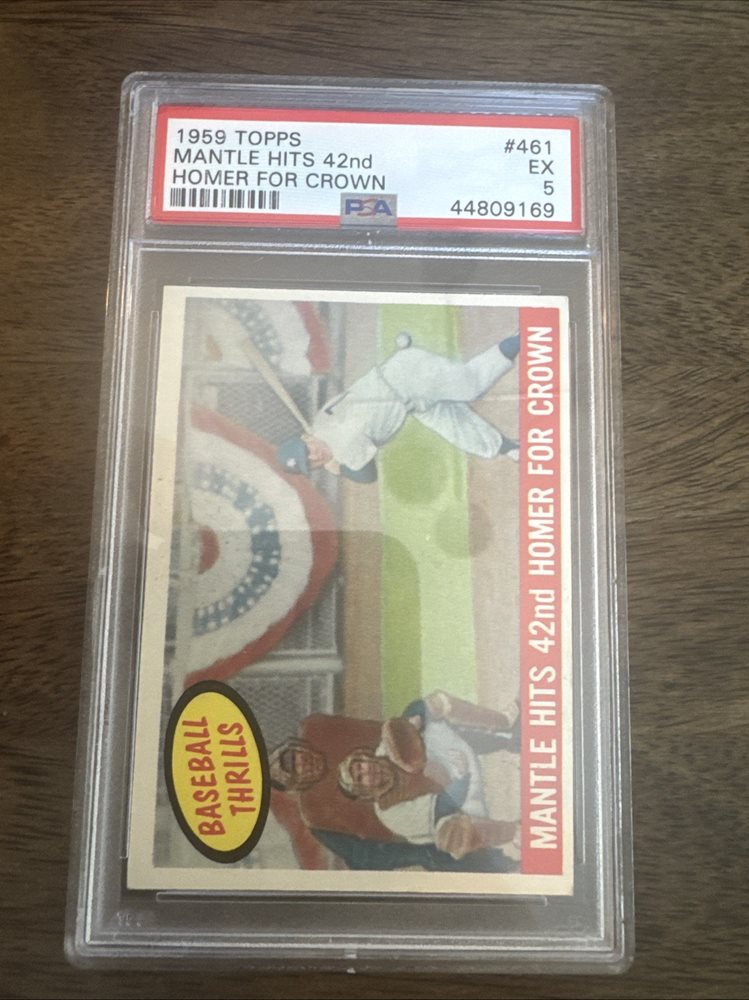 1959 TOPPS #461
MANTLE HITS 42nd EX
HOMER FOR CROWN 5
PSA 44809169
BASEBALL
THRILLS
MANTLE HITS 42nd HOMER FOR CROWN